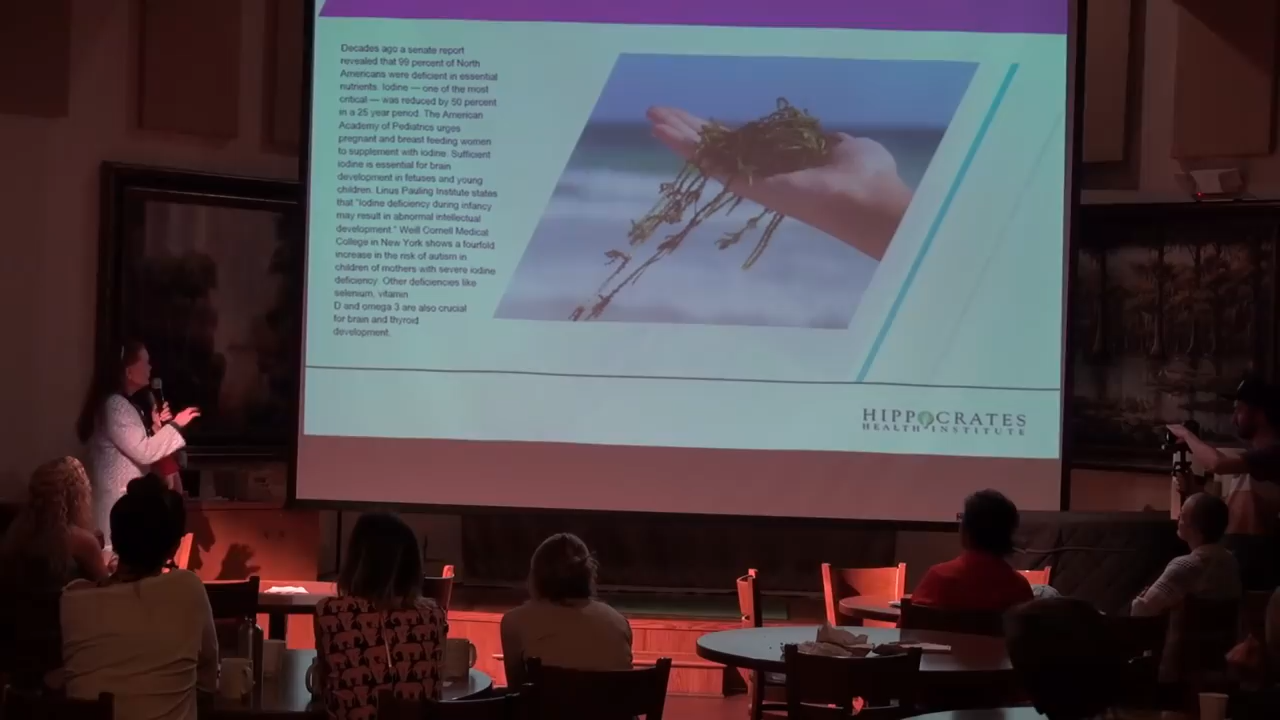 Decades ago a senate report
revealed that 99 percent of North
Americans were deficient in essential
nutrients. Iodine — one of the most
critical — was reduced by 50 percent
in a 25 year period. The American
Academy of Pediatrics urges
pregnant and breast feeding women
to supplement with iodine. Sufficient
iodine is essential for brain
development in fetuses and young
children. Linus Pauling Institute states
that "Iodine deficiency during infancy
may result in abnormal intellectual
development." Weill Cornell Medical
College in New York shows a fourfold
increase in the risk of autism in
children of mothers with severe iodine
deficiency. Other deficiencies like
selenium, vitamin
D and omega 3 are also crucial
for brain and thyroid
development.
HIPPOCRATES
HEALTH INSTITUTE